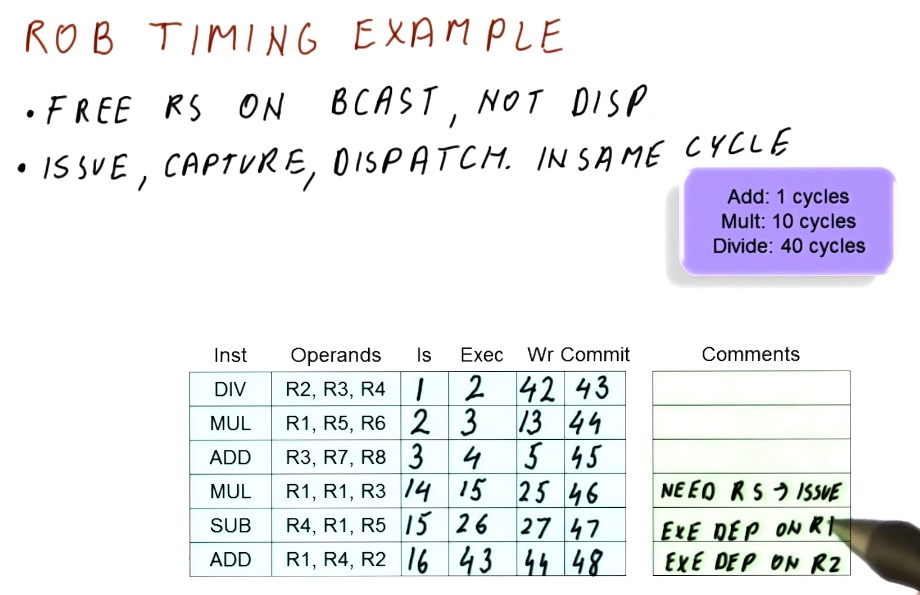 ROB TIMING EXAMPLE
• FREE RS ON BCAST, NOT DISP
• ISSUE, CAPTURE, DISPATCH. IN SAME CYCLE
Add: 1 cycles
Mult: 10 cycles
Divide: 40 cycles
Inst Operands Is Exec Wr Commit Comments
DIV R2, R3, R4 1 2 42 43
MUL R1, R5, R6 2 3 13 44
ADD R3, R7, R8 3 4 5 45
MUL R1, R1, R3 14 15 25 46 NEED RS → ISSUE
SUB R4, R1, R5 15 26 27 47 EXE DEP ON R1
ADD R1, R4, R2 16 43 44 48 EXE DEP ON R2